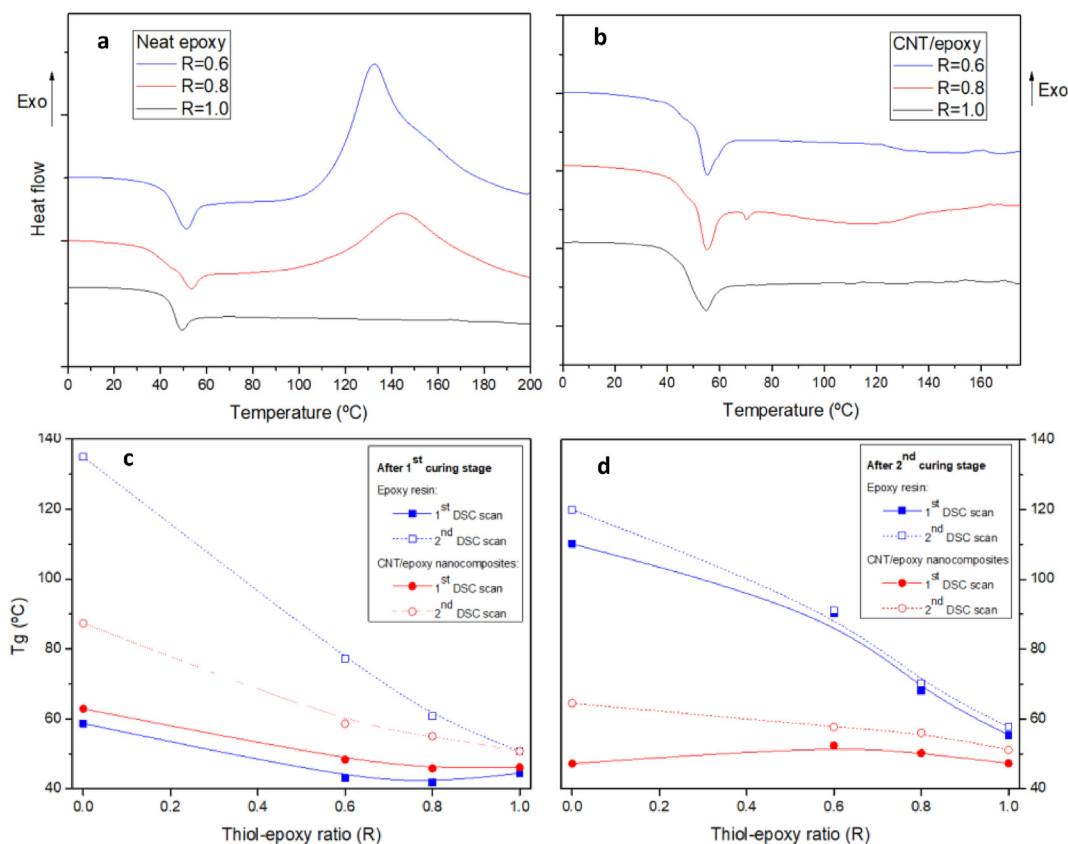 a
Neat epoxy
R=0.6
R=0.8
R=1.0
Exo
Heat flow
0 20 40 60 80 100 120 140 160 180 200
Temperature (ºC)
b
CNT/epoxy
R=0.6
R=0.8
R=1.0
Exo
0 20 40 60 80 100 120 140 160
Temperature (ºC)
c
After 1st curing stage
Epoxy resin:
1st DSC scan
2nd DSC scan
CNT/epoxy nanocomposites:
1st DSC scan
2nd DSC scan
140
120
100
80
60
40
Tg (ºC)
0.0 0.2 0.4 0.6 0.8 1.0
Thiol-epoxy ratio (R)
d
After 2nd curing stage
Epoxy resin:
1st DSC scan
2nd DSC scan
CNT/epoxy nanocomposites:
1st DSC scan
2nd DSC scan
140
120
100
80
60
40
0.0 0.2 0.4 0.6 0.8 1.0
Thiol-epoxy ratio (R)